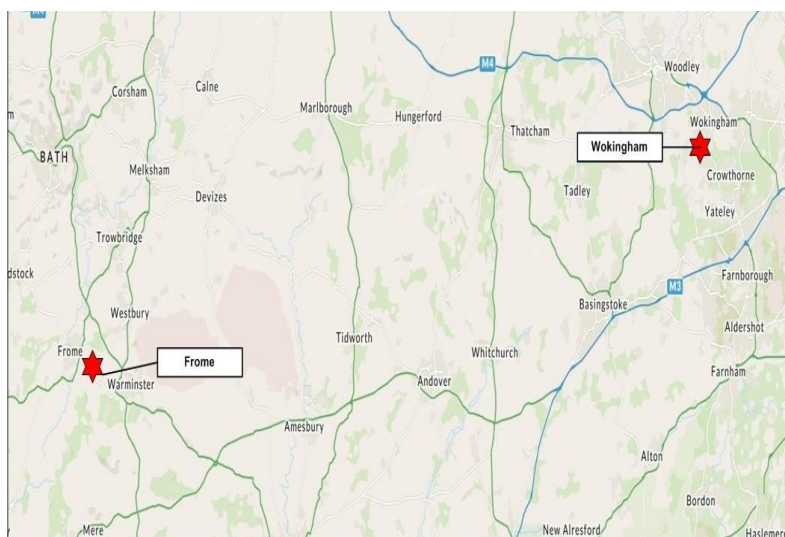 M4
Woodley
Corsham
Calne
M4
Marlborough
Hungerford
Thatcham
Wokingham
Wokingham
BATH
Melksham
Crowthorne
Tadley
Devizes
Yateley
Trowbridge
dstock
Farnborough
M3
Basingstoke
Westbury
Aldershot
Tidworth
Frome
Whitchurch
Frome
Farnham
Warminster
Andover
Amesbury
Alton
Bordon
Mere
New Alresford
Haslemere